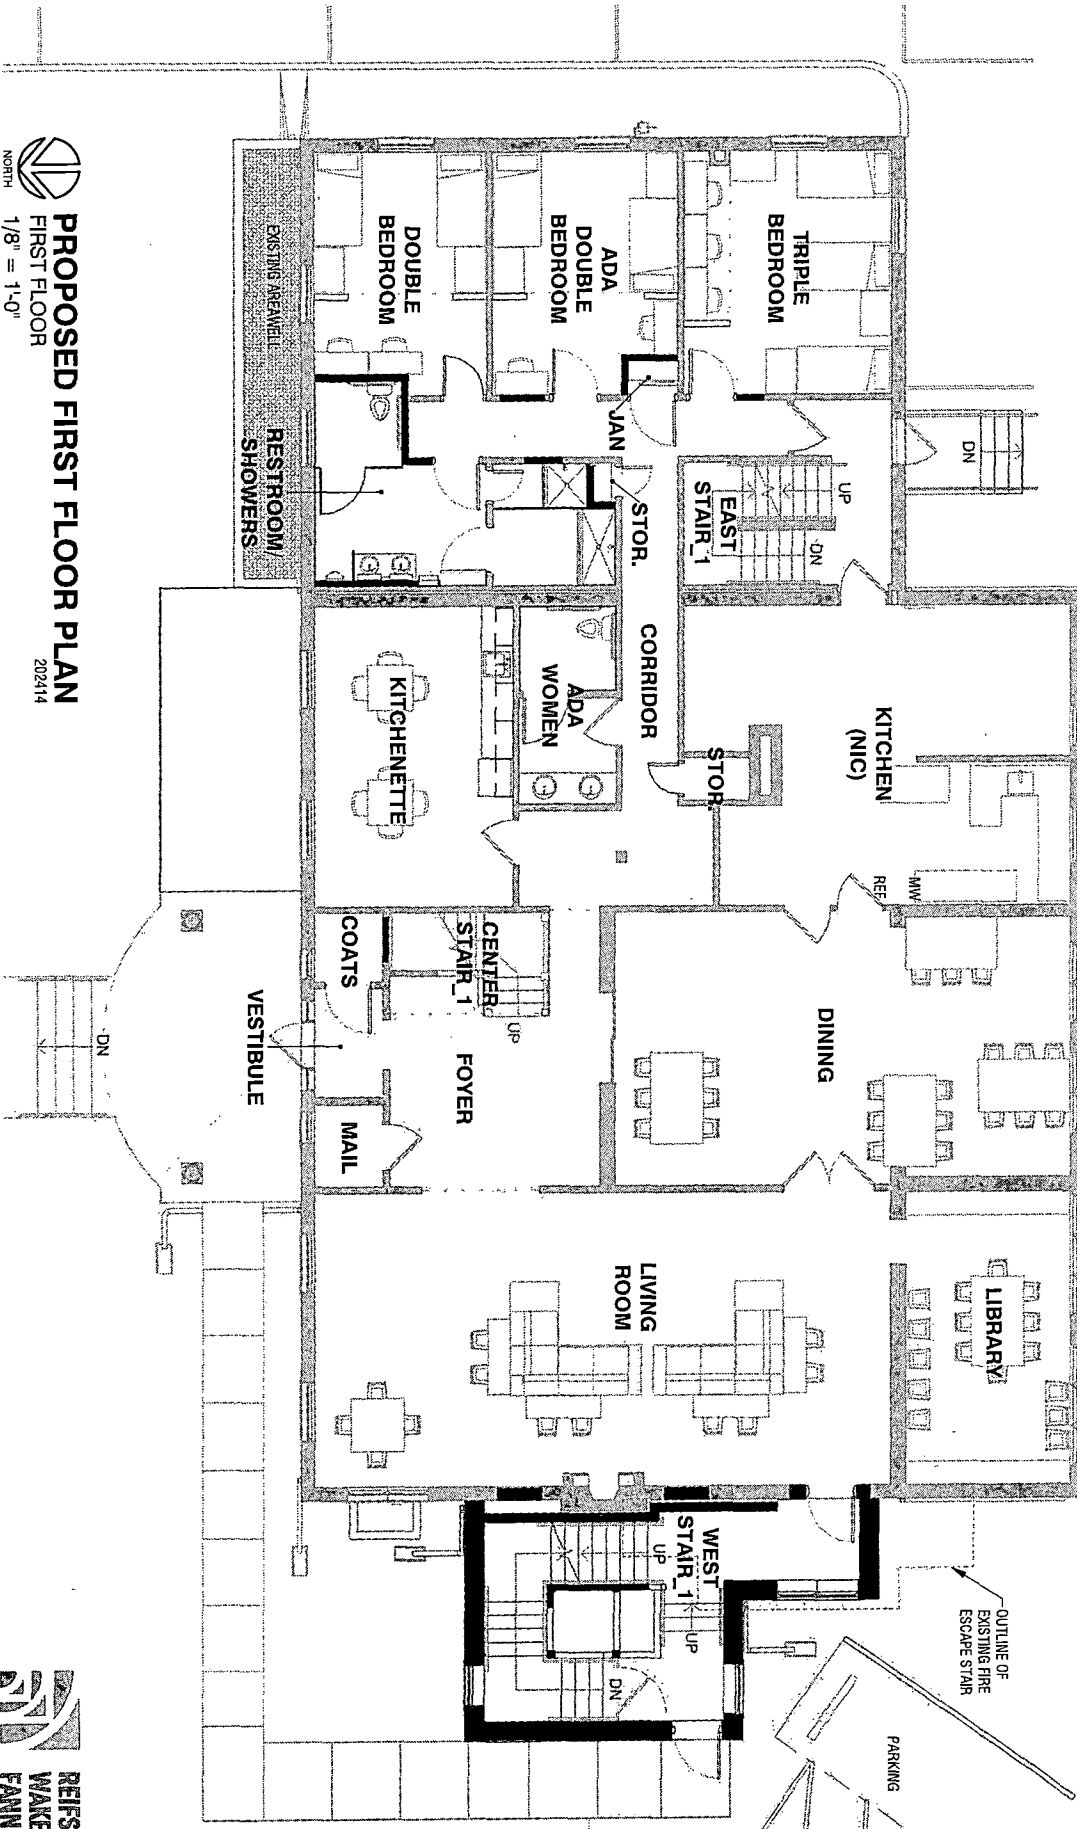 TRIPLE
BEDROOM
ADA
DOUBLE
BEDROOM
DOUBLE
BEDROOM
EXISTING AREAWELL
RESTROOM/
SHOWERS
JAN
STOR.
EAST
STAIR_1
UP
DN
DN
CORRIDOR
ADA
WOMEN
KITCHENETTE
STOR.
KITCHEN
(NIC)
REF
MW
COATS
CENTER
STAIR_1
UP
FOYER
VESTIBULE
MAIL
DN
DINING
LIVING
ROOM
LIBRARY
WEST
STAIR_1
UP
UP
DN
OUTLINE OF
EXISTING FIRE
ESCAPE STAIR
PARKING
NORTH
PROPOSED FIRST FLOOR PLAN
FIRST FLOOR
202414
1/8" = 1'-0"
REIFS
WAKE
FANN